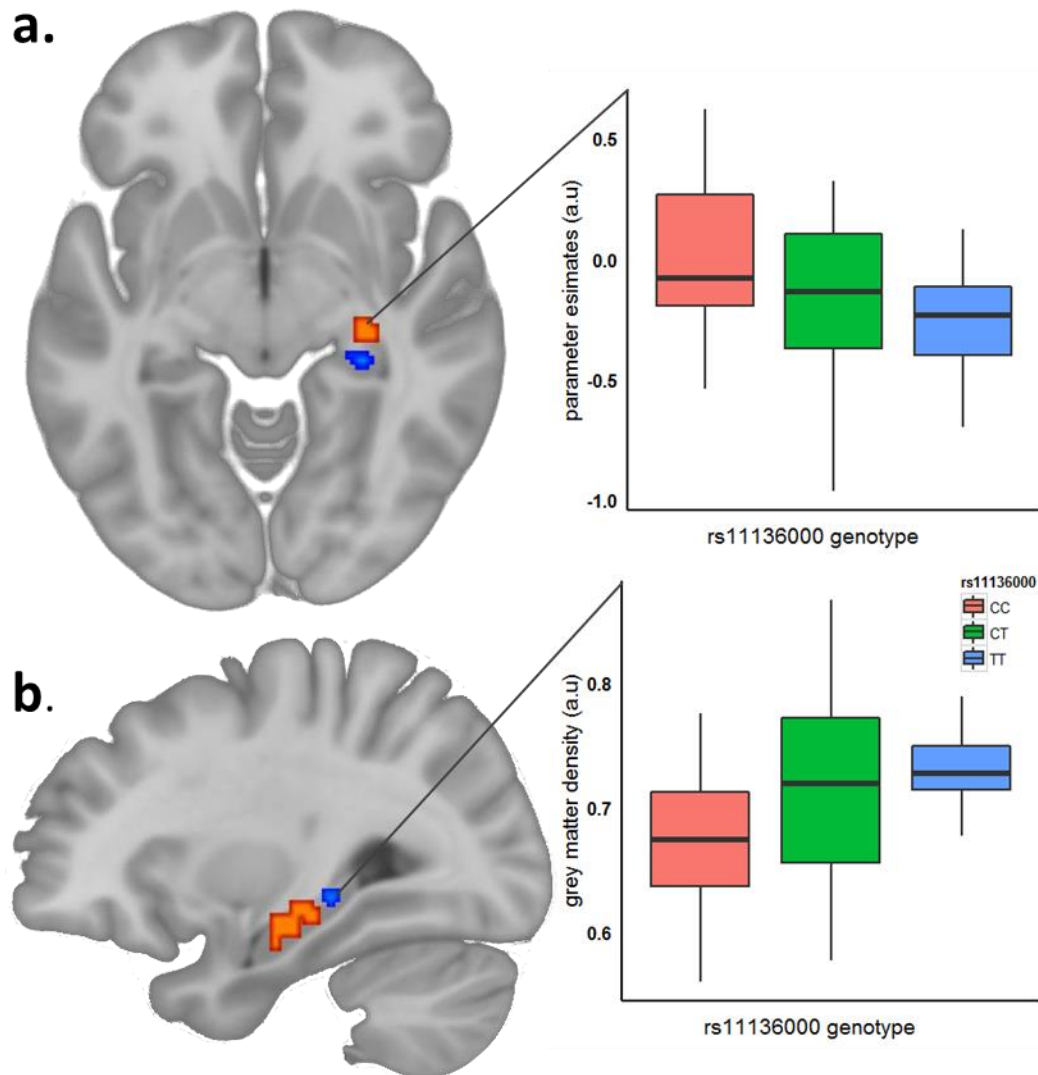 a.
0.5
0.0
-0.5
-1.0
parameter esimates (a.u)
rs11136000 genotype
b.
rs11136000
CC
CT
TT
0.8
0.7
0.6
grey matter density (a.u)
rs11136000 genotype